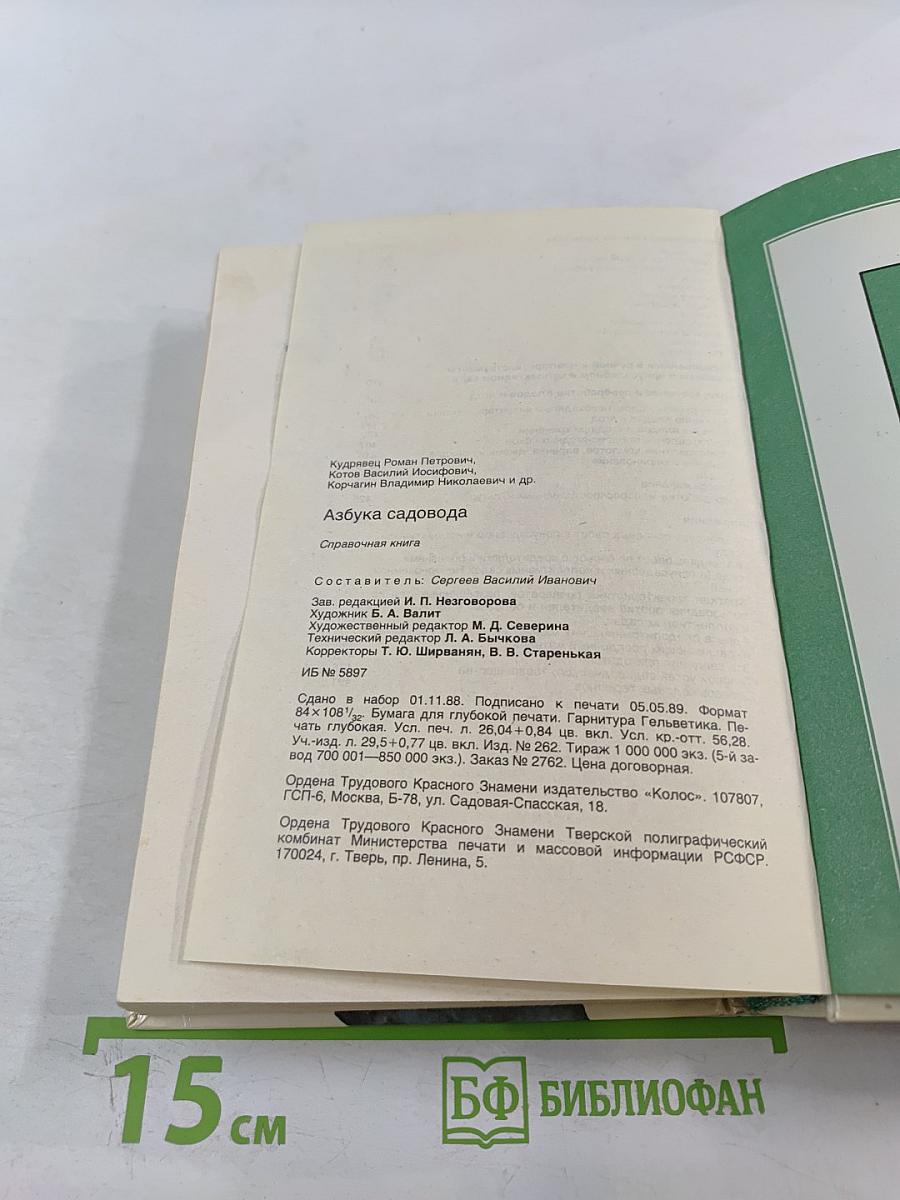 Кудрявец Роман Петрович,
Котов Василий Иосифович,
Корчагин Владимир Николаевич и др.
Азбука садовода
Справочная книга
Составитель: Сергеев Василий Иванович
Зав. редакцией И. П. Незговорова
Художник Б. А. Валит
Художественный редактор М. Д. Северина
Технический редактор Л. А. Бычкова
Корректоры Т. Ю. Ширванян, В. В. Старенькая
ИБ № 5897
Сдано в набор 01.11.88. Подписано к печати 05.05.89. Формат
84×108¹/₃₂. Бумага для глубокой печати. Гарнитура Гельветика. Пе-
чать глубокая. Усл. печ. л. 26,04+0,84 цв. вкл. Усл. кр.-отт. 56,28.
Уч.-изд. л. 29,5+0,77 цв. вкл. Изд. № 262. Тираж 1 000 000 экз. (5-й за-
вод 700 001—850 000 экз.). Заказ № 2762. Цена договорная.
Ордена Трудового Красного Знамени издательство «Колос». 107807,
ГСП-6, Москва, Б-78, ул. Садовая-Спасская, 18.
Ордена Трудового Красного Знамени Тверской полиграфический
комбинат Министерства печати и массовой информации РСФСР.
170024, г. Тверь, пр. Ленина, 5.
15 см
БФ БИБЛИОФАН